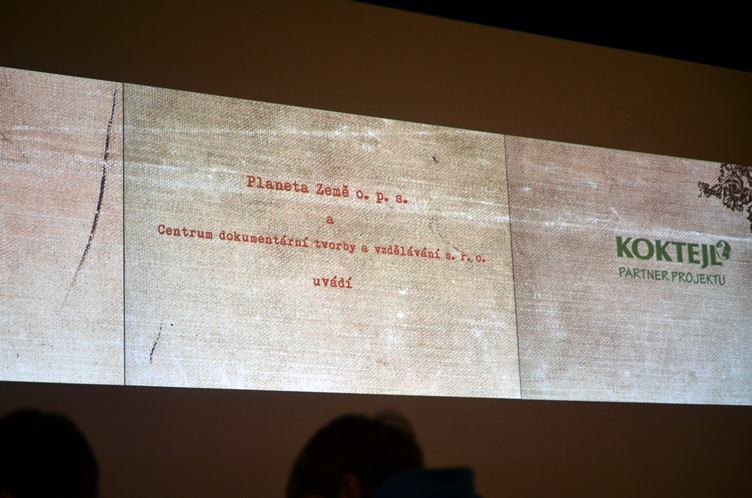 Planeta Země o. p. s.
a
Centrum dokumentární tvorby a vzdělávání s. r. o.
uvádí
KOKTEJL
PARTNER PROJEKTU